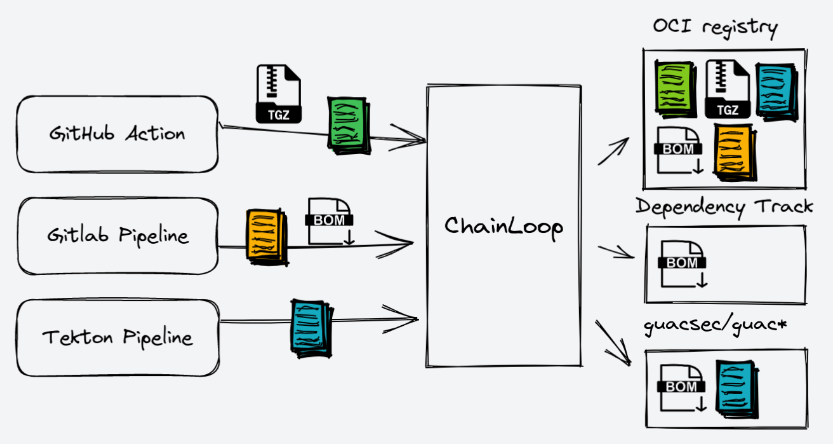 OCI registry
TGZ
GitHub Action
TGZ
BOM
Dependency Track
Gitlab Pipeline
BOM
ChainLoop
BOM
guacsec/guac*
Tekton Pipeline
BOM